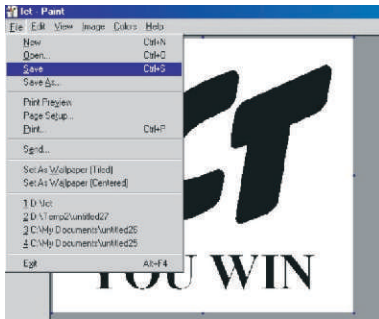 Ict - Paint
File Edit View Image Colors Help
New Ctrl+N
Open... Ctrl+O
Save Ctrl+S
Save As...
Print Preview
Page Setup...
Print... Ctrl+P
Send...
Set As Wallpaper (Tiled)
Set As Wallpaper (Centered)
1 D:\Ict
2 D:\Temp2\untitled27
3 C:\My Documents\untitled26
4 C:\My Documents\untitled25
Exit Alt+F4
CT
YOU WIN